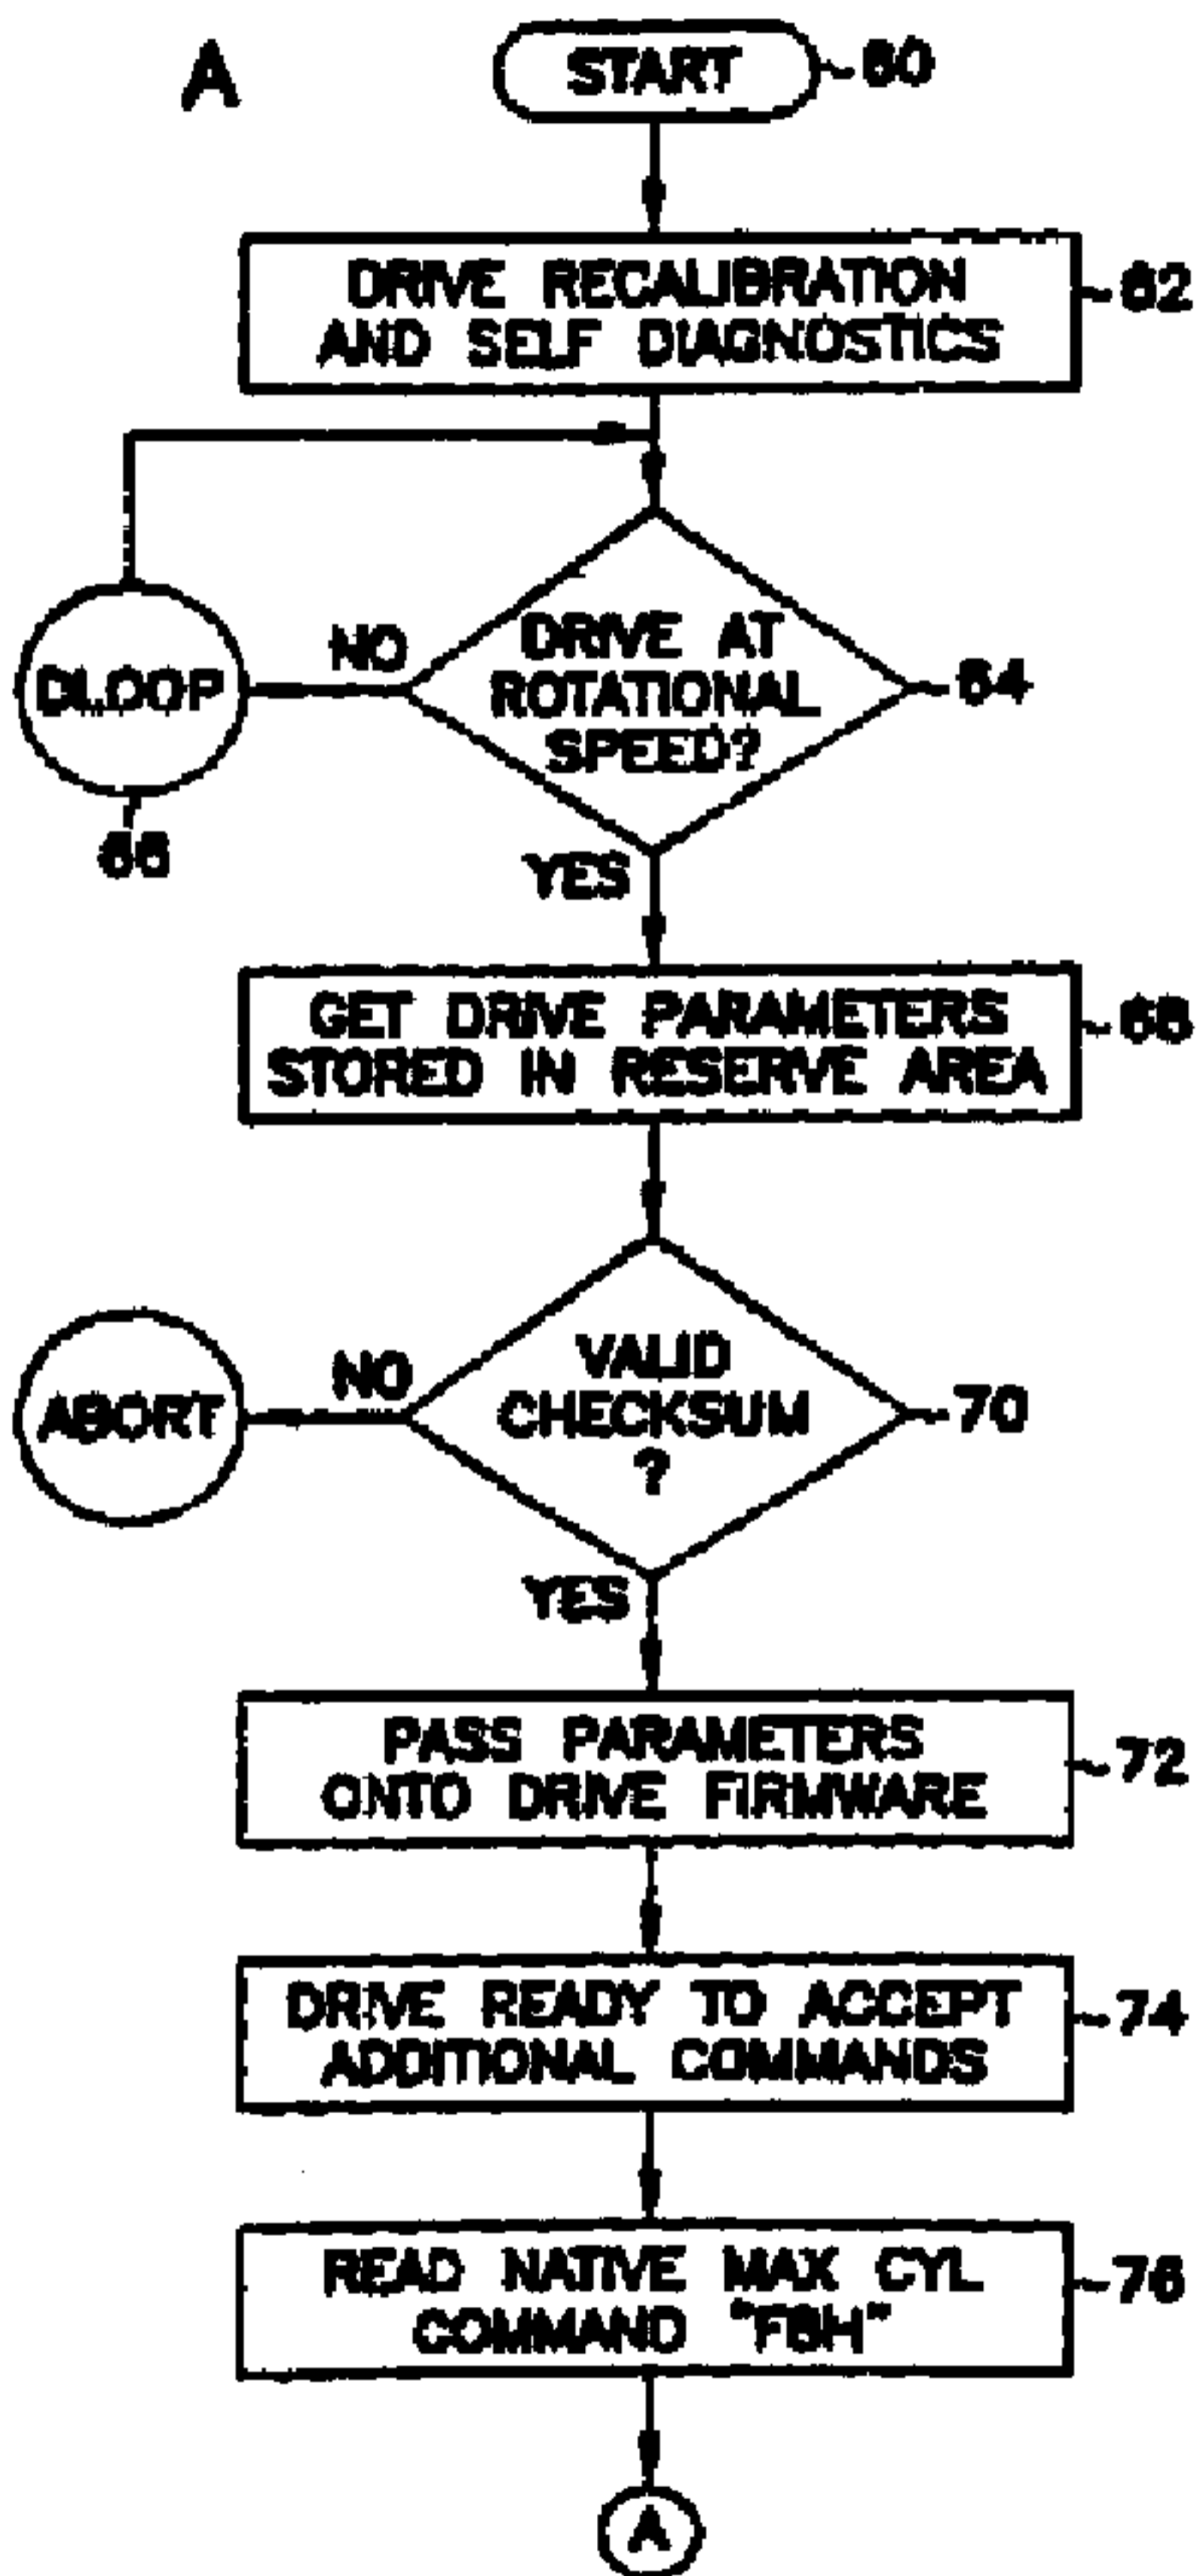 A
START
60
DRIVE RECALIBRATION
AND SELF DIAGNOSTICS
62
DRIVE AT
ROTATIONAL
SPEED?
64
NO
DLOOP
66
YES
GET DRIVE PARAMETERS
STORED IN RESERVE AREA
68
VALID
CHECKSUM
?
70
NO
ABORT
YES
PASS PARAMETERS
ONTO DRIVE FIRMWARE
72
DRIVE READY TO ACCEPT
ADDITIONAL COMMANDS
74
READ NATIVE MAX CYL
COMMAND "F8H"
76
A